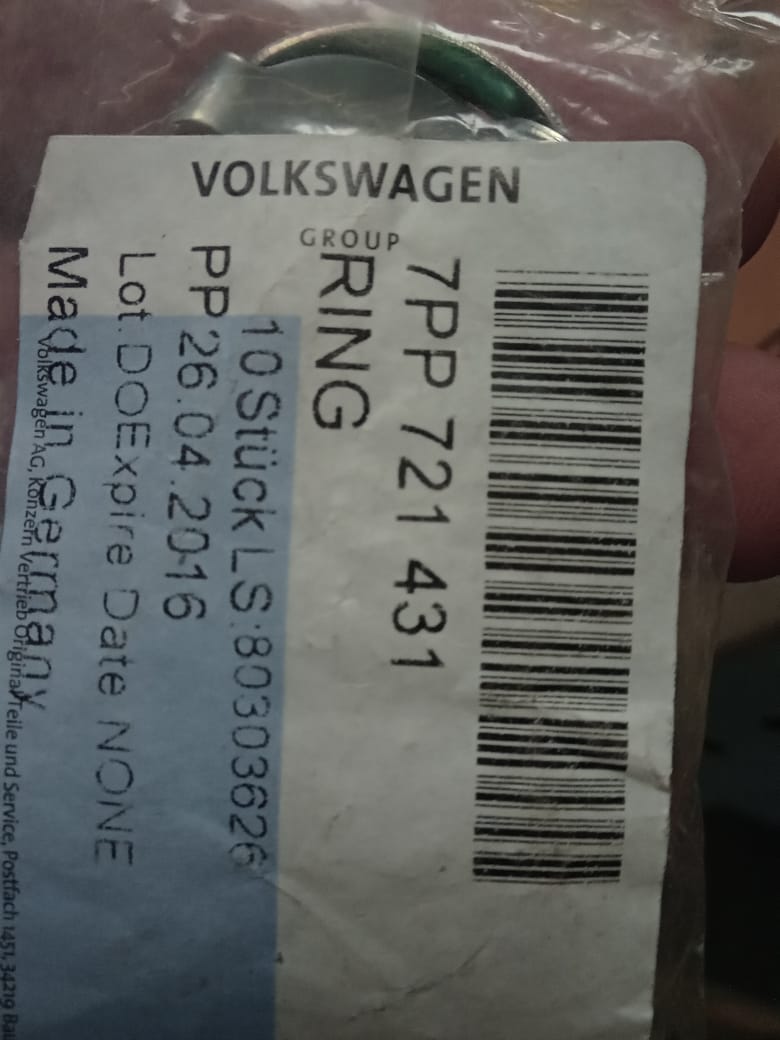 VOLKSWAGEN
GROUP
7PP 721 431
RING
10 Stück LS:80303626
PP 26.04.2016
Lot.DOExpire Date NONE
Made in Germany
Volkswagen AG, Konzern Vertrieb Original Teile und Service, Postfach 1451, 34219